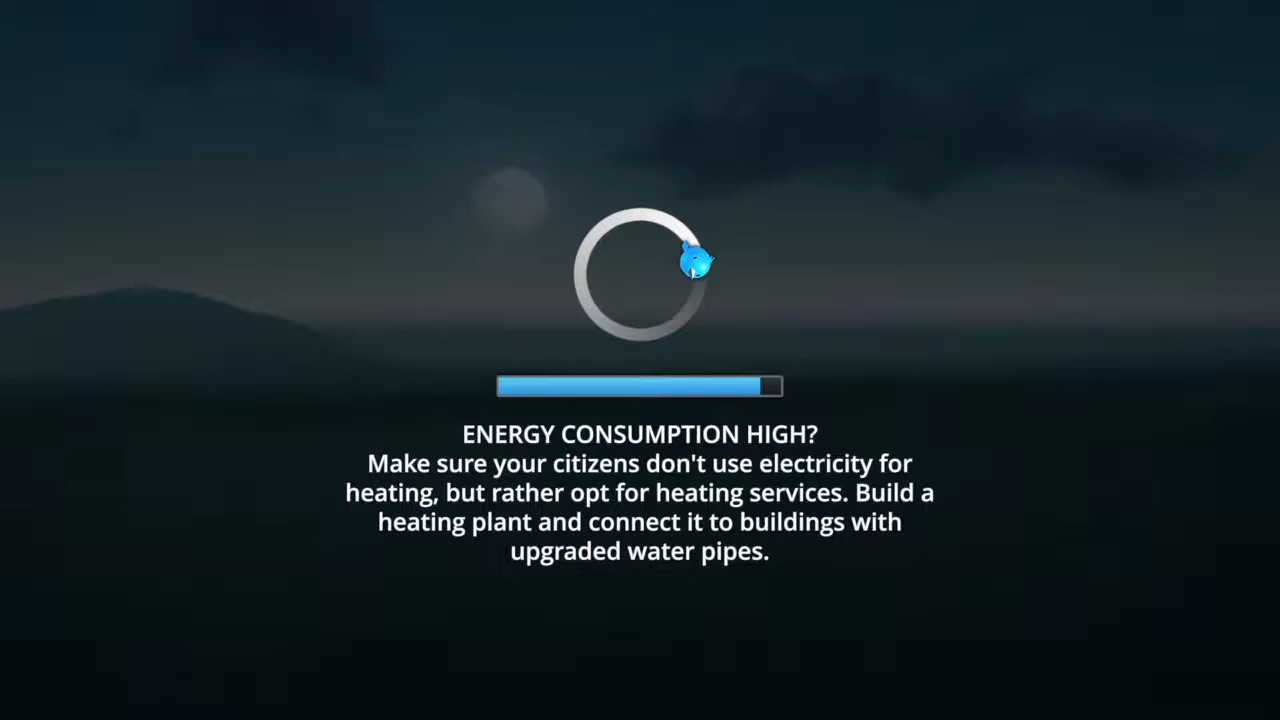 ENERGY CONSUMPTION HIGH?
Make sure your citizens don't use electricity for
heating, but rather opt for heating services. Build a
heating plant and connect it to buildings with
upgraded water pipes.